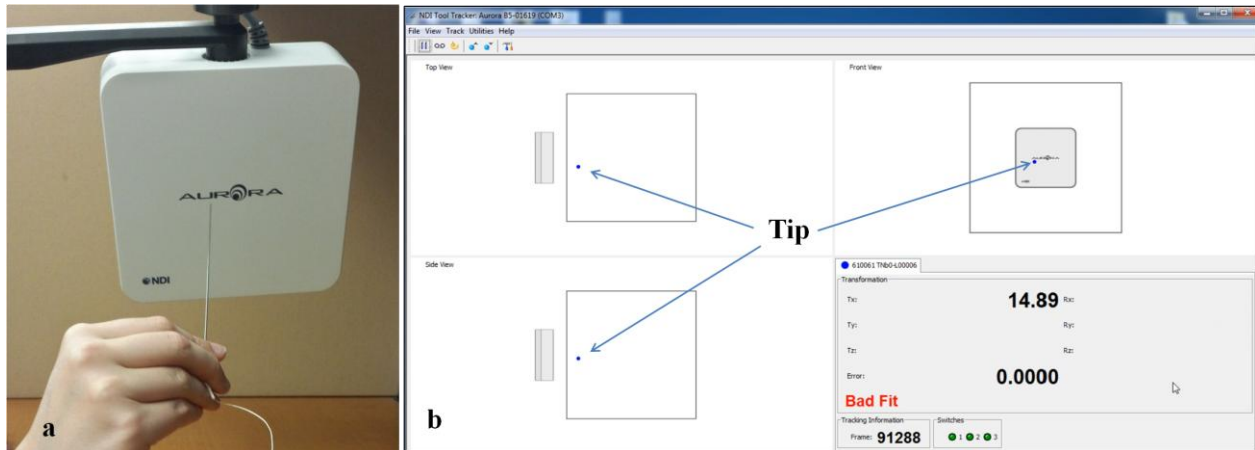 AURORA
NDI
a
NDI Tool Tracker: Aurora B5-01619 (COM3)
File View Track Utilities Help
Top View
Front View
AURORA
NDI
Tip
Side View
610061 TNb0-L00006
Transformation
Tx: 14.89 Rx:
Ty: Ry:
Tz: Rz:
Error: 0.0000
Bad Fit
Tracking Information
Switches
Frame: 91288
1 2 3
b